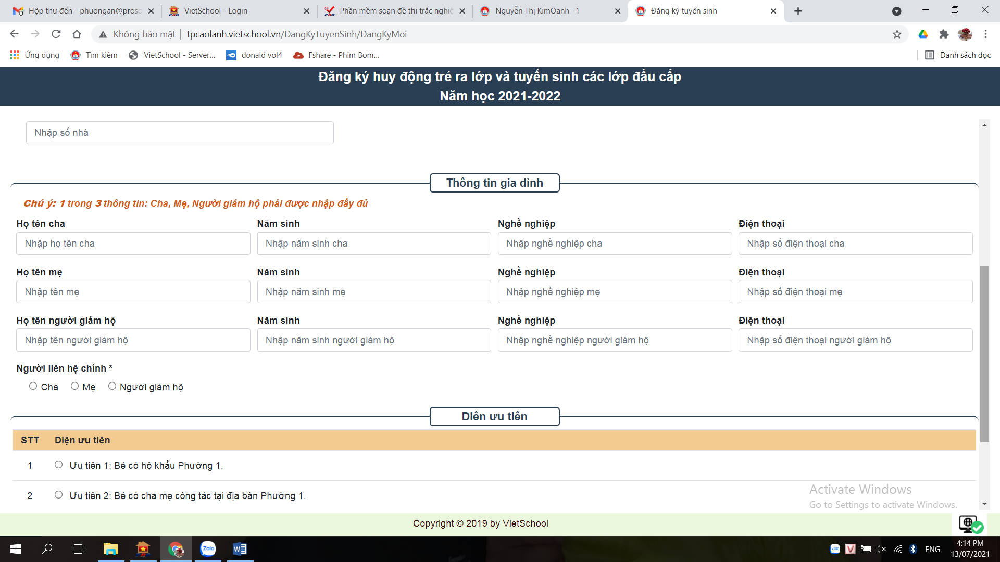 Hộp thư đến - phuongan@proso
VietSchool - Login
Phần mềm soạn đề thi trắc nghiệ
Nguyễn Thị KimOanh--1
Đăng ký tuyển sinh
Không bảo mật | tpcaolanh.vietschool.vn/DangKyTuyenSinh/DangKyMoi
Ứng dụng
Tìm kiếm
VietSchool - Server...
donald vol4
Fshare - Phim Bom...
Danh sách đọc
Đăng ký huy động trẻ ra lớp và tuyển sinh các lớp đầu cấp
Năm học 2021-2022
Nhập số nhà
Thông tin gia đình
Chú ý: 1 trong 3 thông tin: Cha, Mẹ, Người giám hộ phải được nhập đầy đủ
Họ tên cha Năm sinh Nghề nghiệp Điện thoại
Nhập họ tên cha Nhập năm sinh cha Nhập nghề nghiệp cha Nhập số điện thoại cha
Họ tên mẹ Năm sinh Nghề nghiệp Điện thoại
Nhập tên mẹ Nhập năm sinh mẹ Nhập nghề nghiệp mẹ Nhập số điện thoại mẹ
Họ tên người giám hộ Năm sinh Nghề nghiệp Điện thoại
Nhập tên người giám hộ Nhập năm sinh người giám hộ Nhập nghề nghiệp người giám hộ Nhập số điện thoại người giám hộ
Người liên hệ chính *
Cha Mẹ Người giám hộ
Diên ưu tiên
STT Diện ưu tiên
1 Ưu tiên 1: Bé có hộ khẩu Phường 1.
2 Ưu tiên 2: Bé có cha mẹ công tác tại địa bàn Phường 1.
Activate Windows
Go to Settings to activate Windows.
Copyright © 2019 by VietSchool
Zalo
ENG
4:14 PM
13/07/2021